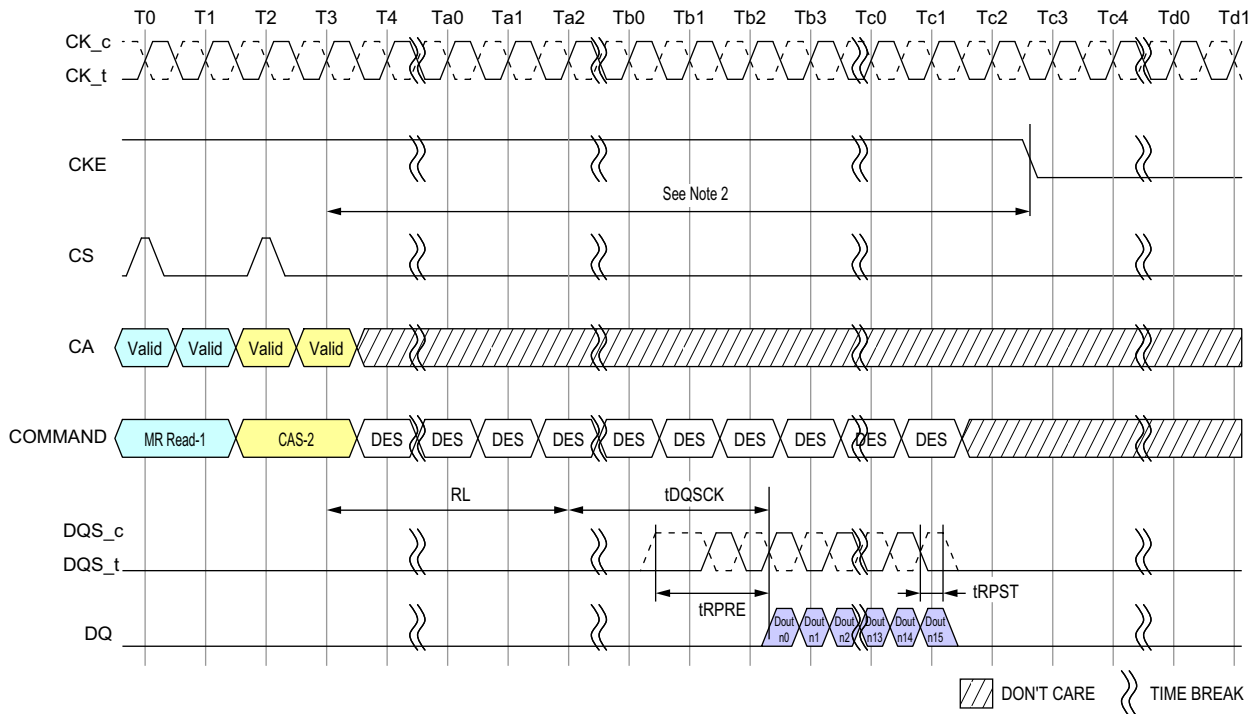 T0 T1 T2 T3 T4 Ta0 Ta1 Ta2 Tb0 Tb1 Tb2 Tb3 Tc0 Tc1 Tc2 Tc3 Tc4 Td0 Td1
CK_c
CK_t
CKE
See Note 2
CS
CA Valid Valid Valid Valid
COMMAND MR Read-1 CAS-2 DES DES DES DES DES DES DES DES DES DES
RL tDQSCK
DQS_c
DQS_t
tRPRE tRPST
DQ Dout n0 Dout n1 Dout n2 Dout n13 Dout n14 Dout n15
DON'T CARE TIME BREAK